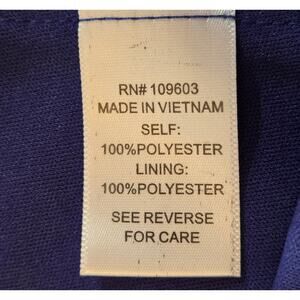 RN# 109603
MADE IN VIETNAM
SELF:
100%POLYESTER
LINING:
100%POLYESTER
SEE REVERSE
FOR CARE